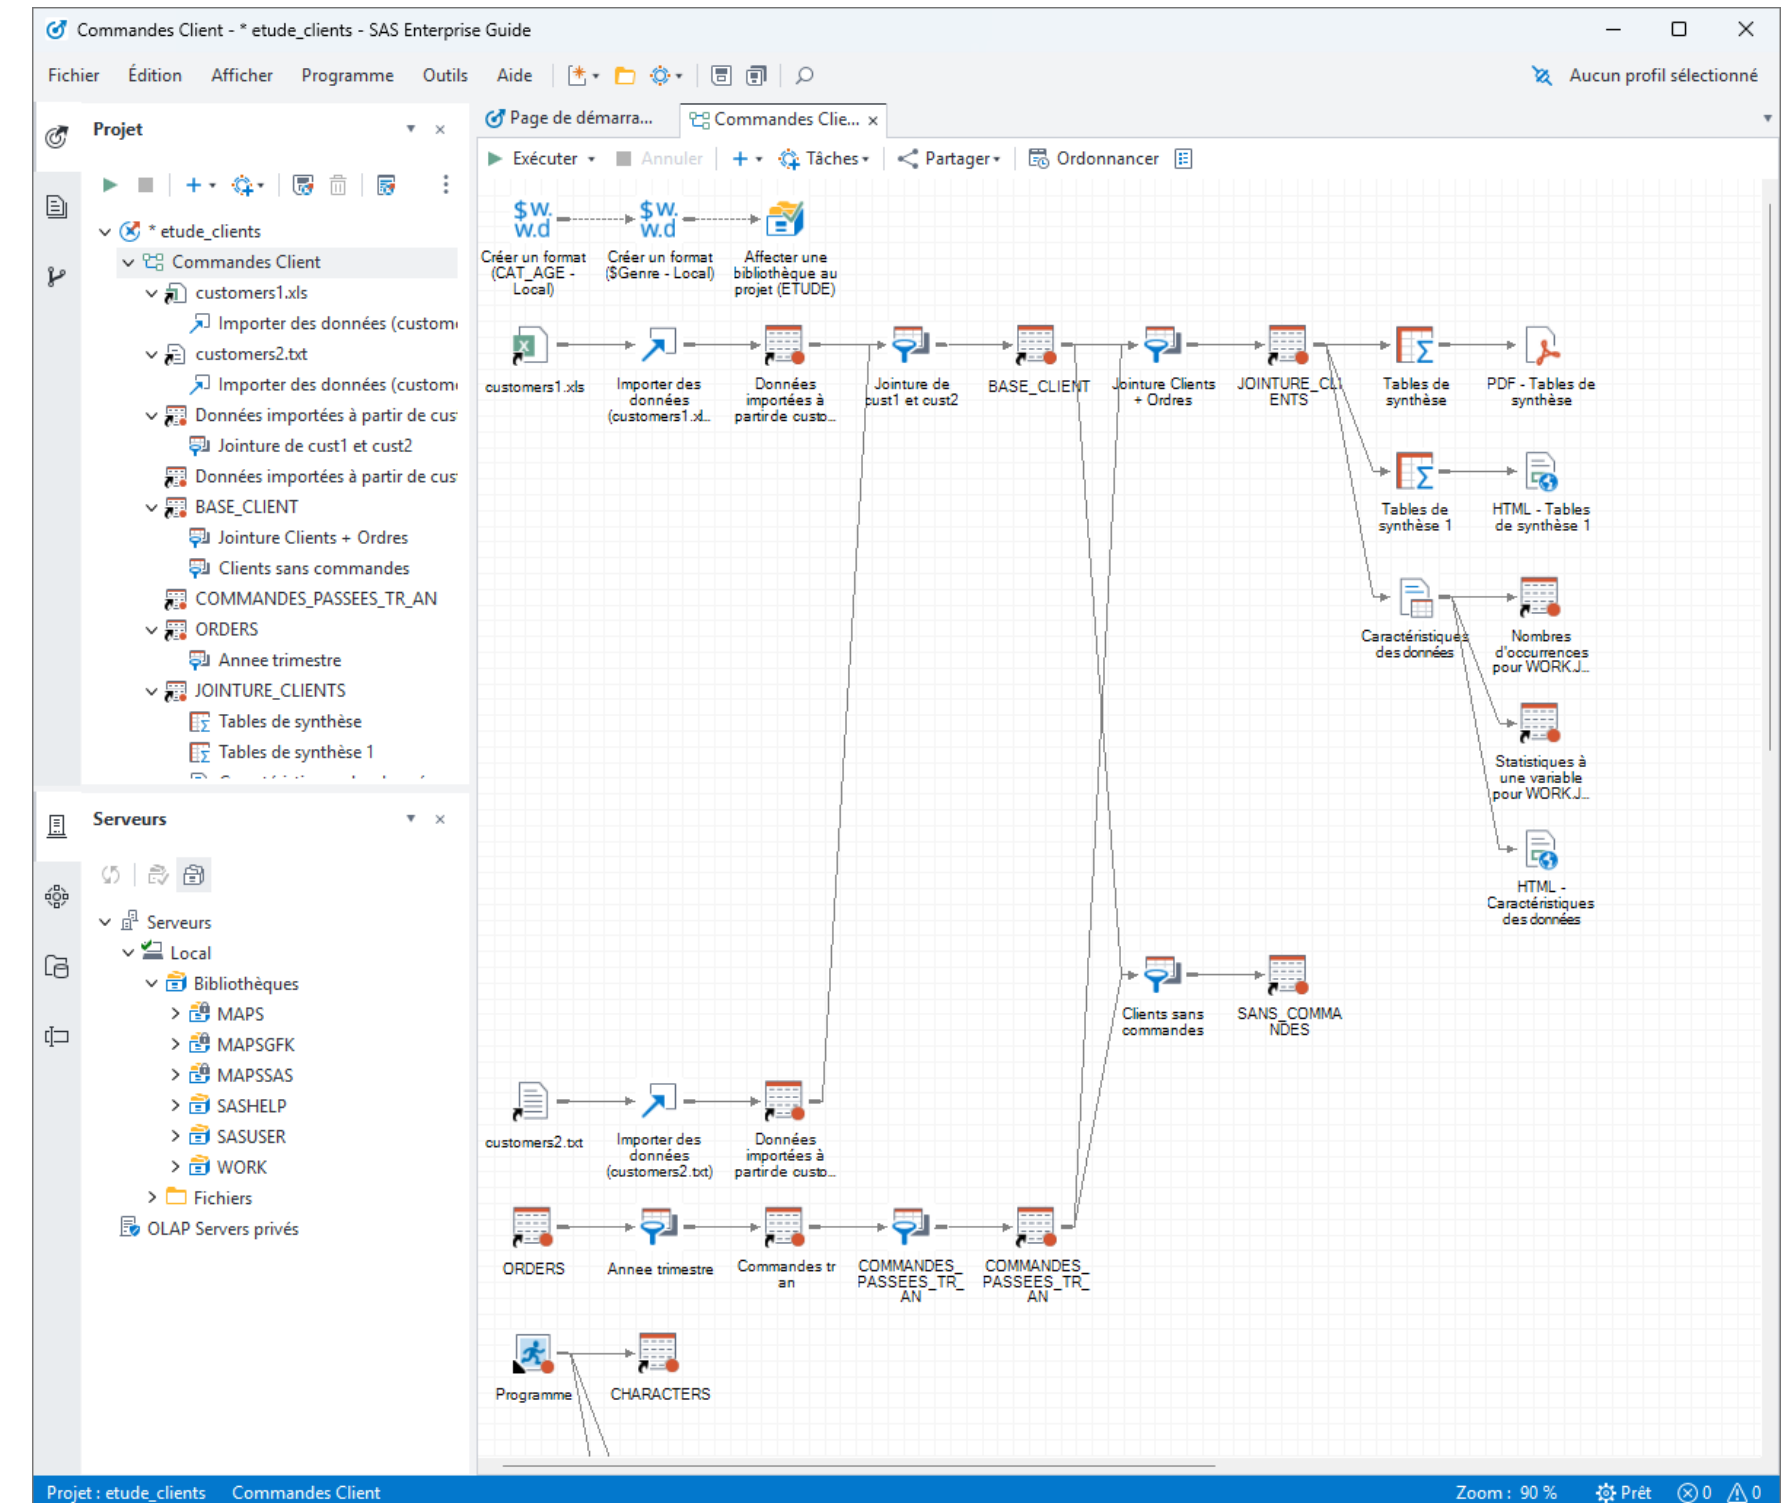 Commandes Client - * etude_clients - SAS Enterprise Guide
Fichier Édition Afficher Programme Outils Aide
Aucun profil sélectionné
Projet
* etude_clients
Commandes Client
customers1.xls
Importer des données (custom
customers2.txt
Importer des données (custom
Données importées à partir de cus
Jointure de cust1 et cust2
Données importées à partir de cus
BASE_CLIENT
Jointure Clients + Ordres
Clients sans commandes
COMMANDES_PASSEES_TR_AN
ORDERS
Annee trimestre
JOINTURE_CLIENTS
Tables de synthèse
Tables de synthèse 1
Serveurs
Serveurs
Local
Bibliothèques
MAPS
MAPSGFK
MAPSSAS
SASHELP
SASUSER
WORK
Fichiers
OLAP Servers privés
Page de démarra...
Commandes Clie...
Exécuter Annuler Tâches Partager Ordonnancer
$w.
w.d
$w.
w.d
Créer un format
(CAT_AGE -
Local)
Créer un format
($Genre - Local)
Affecter une
bibliothèque au
projet (ETUDE)
customers1.xls
Importer des
données
(customers1.xl...
Données
importées à
partir de custo...
Jointure de
cust1 et cust2
BASE_CLIENT
Jointure Clients
+ Ordres
JOINTURE_CLI
ENTS
Tables de
synthèse
PDF - Tables de
synthèse
Tables de
synthèse 1
HTML - Tables
de synthèse 1
Caractéristiques
des données
Nombres
d'occurrences
pour WORK.J...
Statistiques à
une variable
pour WORK.J...
HTML -
Caractéristiques
des données
Clients sans
commandes
SANS_COMMA
NDES
customers2.txt
Importer des
données
(customers2.txt)
Données
importées à
partir de custo...
ORDERS
Annee trimestre
Commandes tr
an
COMMANDES_
PASSEES_TR_
AN
COMMANDES_
PASSEES_TR_
AN
Programme
CHARACTERS
Projet : etude_clients Commandes Client
Zoom : 90 % Prêt 0 0